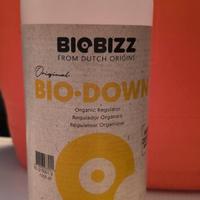 BIOBIZZ
FROM DUTCH ORIGINS
Original
BIO·DOWN
Organic Regulator
Regulador Orgánico
Régulateur Organique